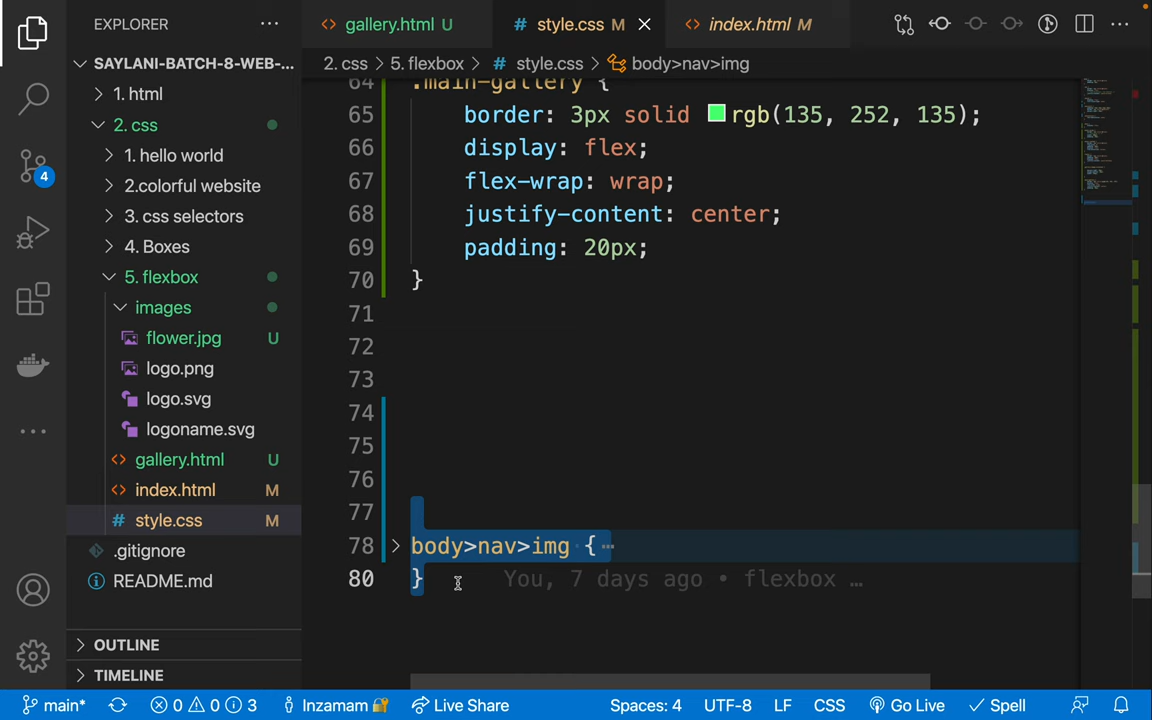 EXPLORER
gallery.html U
# style.css M
index.html M
SAYLANI-BATCH-8-WEB-...
2. css > 5. flexbox > # style.css > body>nav>img
1. html
2. css
1. hello world
2.colorful website
3. css selectors
4. Boxes
5. flexbox
images
flower.jpg U
logo.png
logo.svg
logoname.svg
gallery.html U
index.html M
# style.css M
.gitignore
README.md
OUTLINE
TIMELINE
64 .main-gallery {
65 border: 3px solid rgb(135, 252, 135);
66 display: flex;
67 flex-wrap: wrap;
68 justify-content: center;
69 padding: 20px;
70 }
71
72
73
74
75
76
77
78 body>nav>img {…
80 } You, 7 days ago • flexbox …
4
main* 0 0 3 Inzamam🔐 Live Share Spaces: 4 UTF-8 LF CSS Go Live Spell